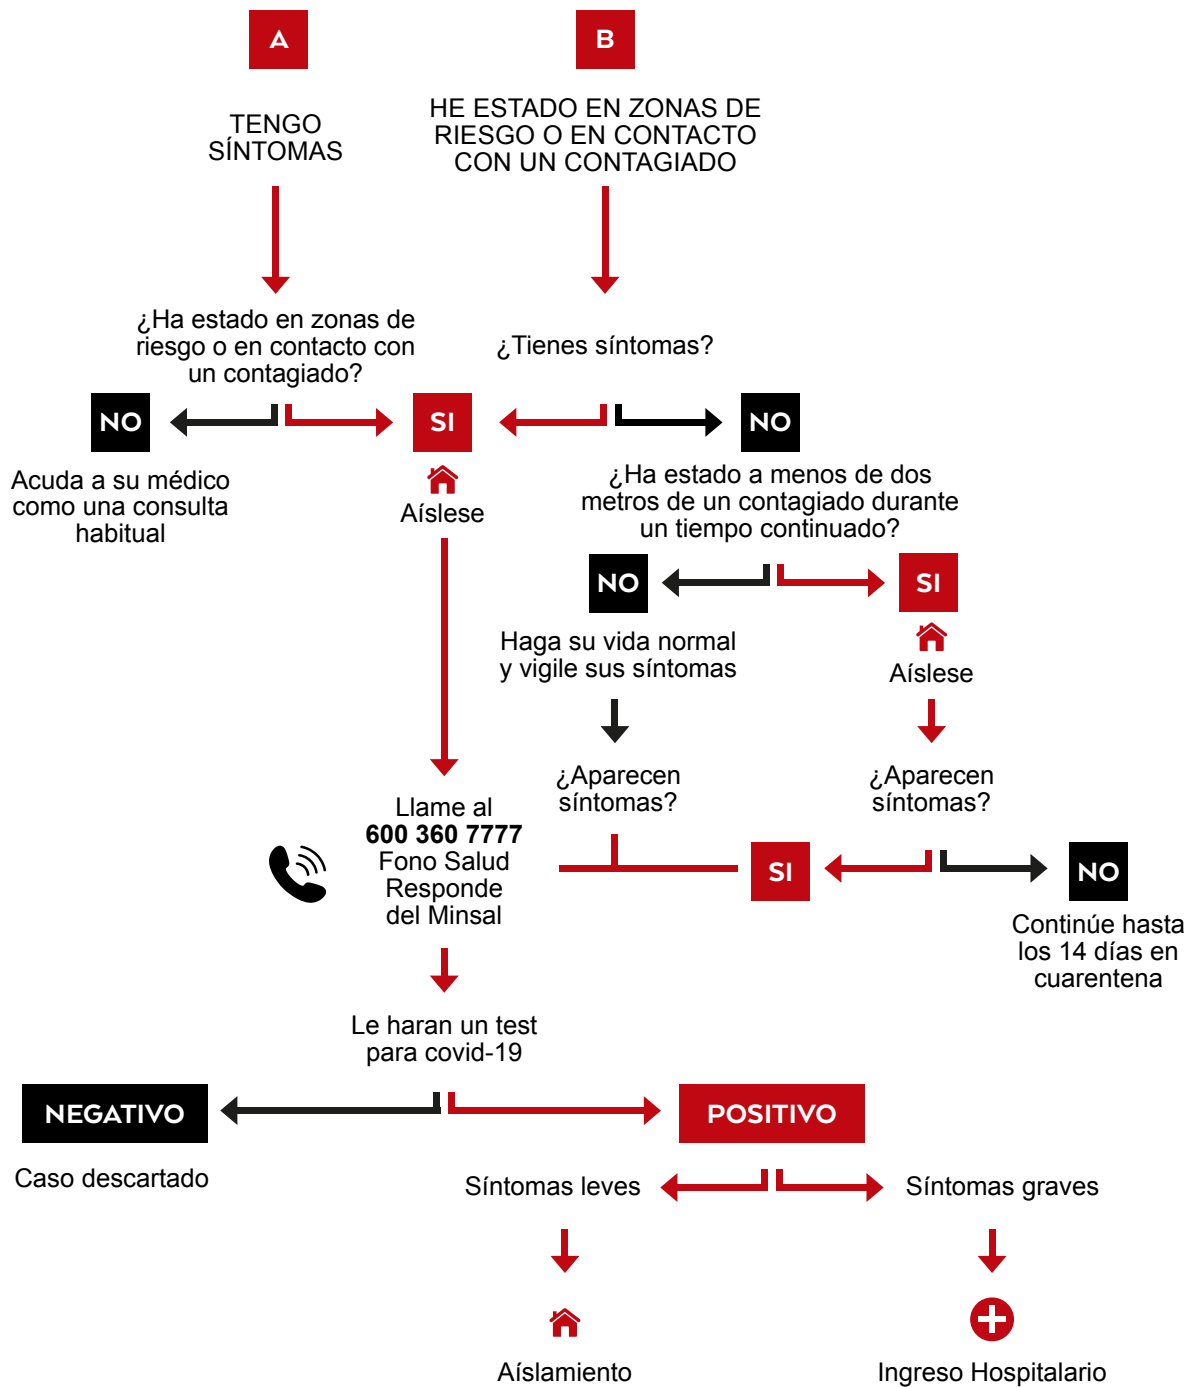 A
B
TENGO
SÍNTOMAS
HE ESTADO EN ZONAS DE
RIESGO O EN CONTACTO
CON UN CONTAGIADO
¿Ha estado en zonas de
riesgo o en contacto con
un contagiado?
¿Tienes síntomas?
NO
SI
NO
Acuda a su médico
como una consulta
habitual
Aíslese
¿Ha estado a menos de dos
metros de un contagiado durante
un tiempo continuado?
NO
SI
Haga su vida normal
y vigile sus síntomas
Aíslese
¿Aparecen
síntomas?
¿Aparecen
síntomas?
Llame al
600 360 7777
Fono Salud
Responde
del Minsal
SI
NO
Continúe hasta
los 14 días en
cuarentena
Le haran un test
para covid-19
NEGATIVO
POSITIVO
Caso descartado
Síntomas leves
Síntomas graves
Aíslamiento
Ingreso Hospitalario